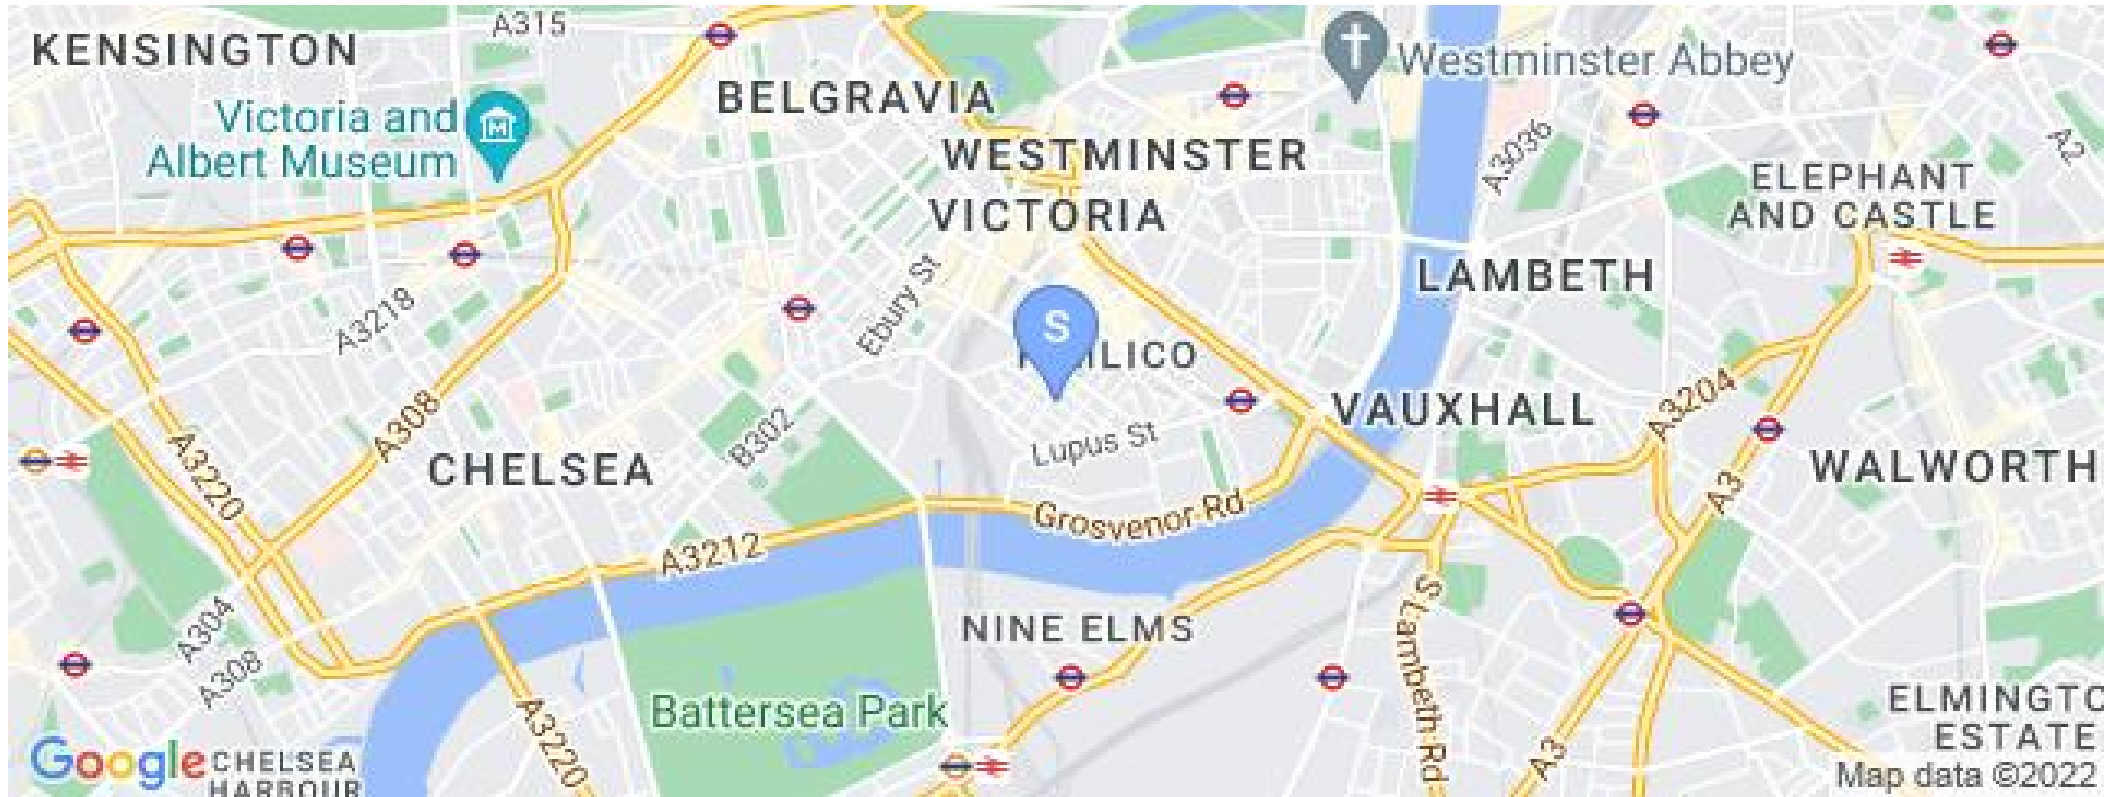 A315
KENSINGTON
Westminster Abbey
BELGRAVIA
Victoria and
Albert Museum
WESTMINSTER
A3036
A2
ELEPHANT
AND CASTLE
VICTORIA
LAMBETH
Ebury St
A3218
S
A308
VAUXHALL
A3204
Lupus St
B302
CHELSEA
A3220
WALWORTH
A3
Grosvenor Rd
A3212
A304
A308
NINE ELMS
S Lambeth Rd
Battersea Park
A3220
A3
ELMINGTO
ESTATE
Google
CHELSEA
HARBOUR
Map data ©2022